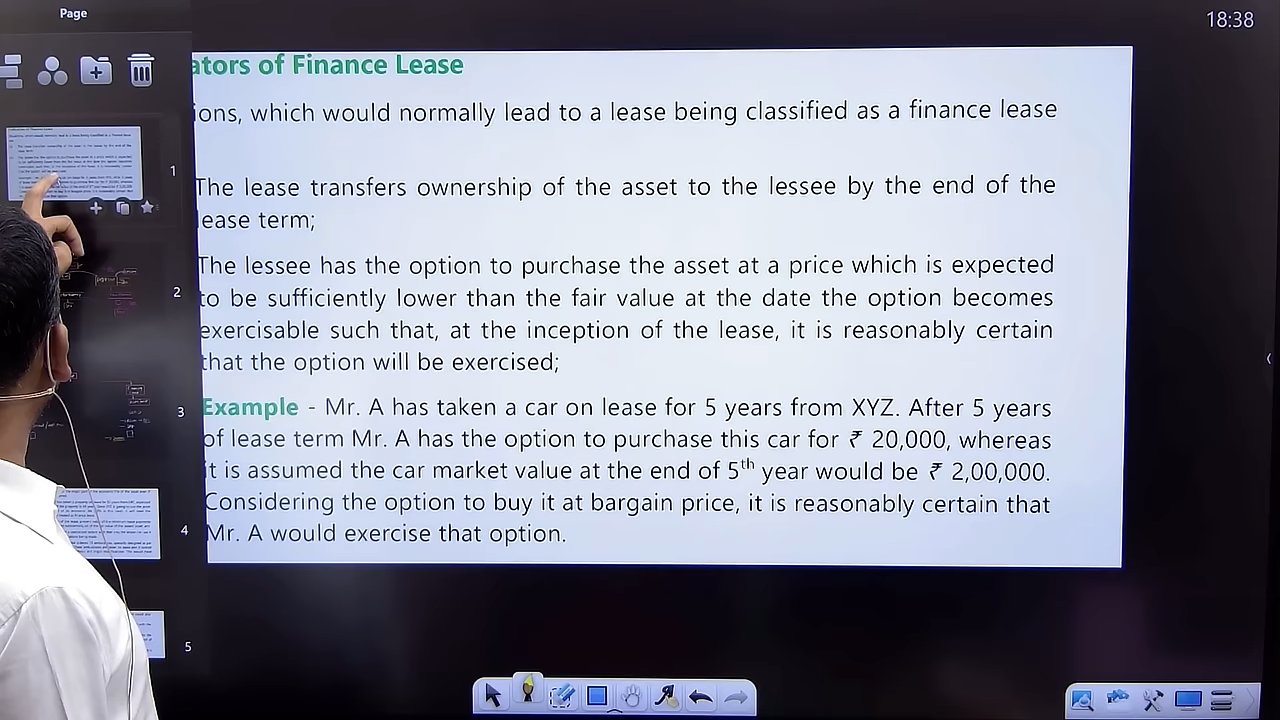 Page
18:38
ators of Finance Lease
ions, which would normally lead to a lease being classified as a finance lease
The lease transfers ownership of the asset to the lessee by the end of the
lease term;
The lessee has the option to purchase the asset at a price which is expected
to be sufficiently lower than the fair value at the date the option becomes
exercisable such that, at the inception of the lease, it is reasonably certain
that the option will be exercised;
Example - Mr. A has taken a car on lease for 5 years from XYZ. After 5 years
of lease term Mr. A has the option to purchase this car for ₹ 20,000, whereas
it is assumed the car market value at the end of 5th year would be ₹ 2,00,000.
Considering the option to buy it at bargain price, it is reasonably certain that
Mr. A would exercise that option.
1
2
3
4
5